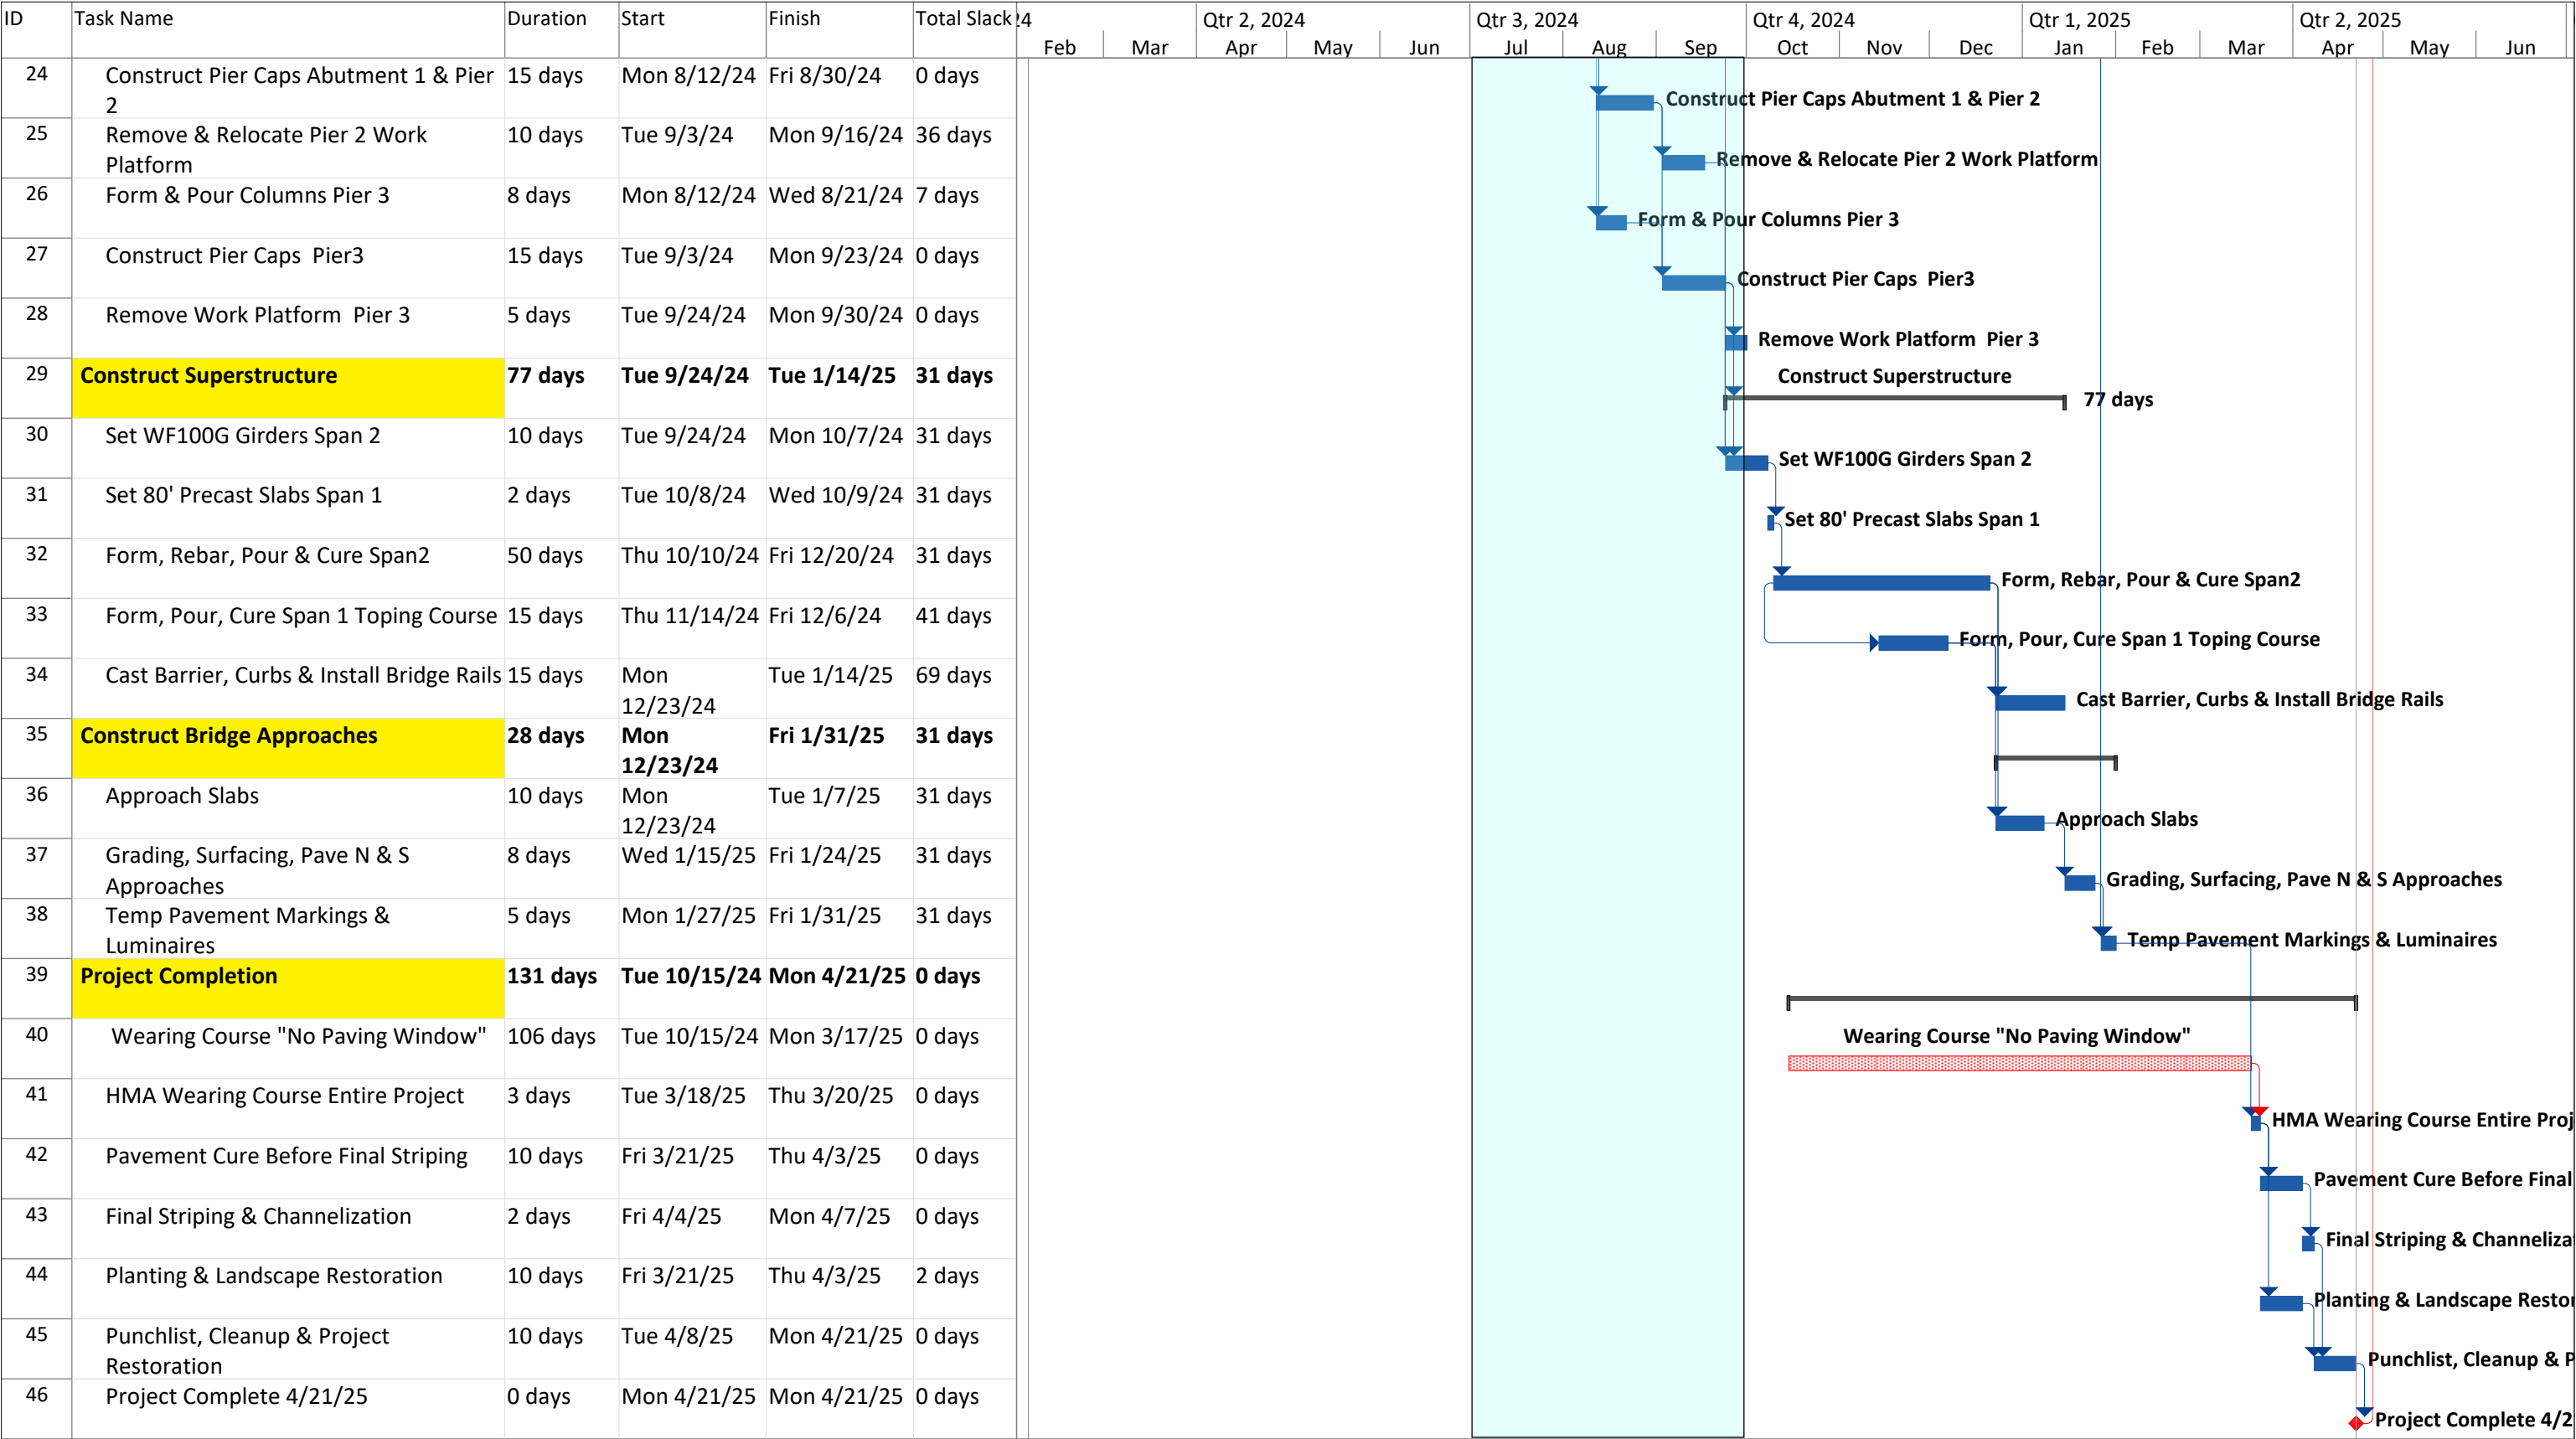 ID Task Name Duration Start Finish Total Slack 24 Qtr 2, 2024 Qtr 3, 2024 Qtr 4, 2024 Qtr 1, 2025 Qtr 2, 2025
Feb Mar Apr May Jun Jul Aug Sep Oct Nov Dec Jan Feb Mar Apr May Jun
24 Construct Pier Caps Abutment 1 & Pier 15 days Mon 8/12/24 Fri 8/30/24 0 days
2
Construct Pier Caps Abutment 1 & Pier 2
25 Remove & Relocate Pier 2 Work 10 days Tue 9/3/24 Mon 9/16/24 36 days
Platform
Remove & Relocate Pier 2 Work Platform
26 Form & Pour Columns Pier 3 8 days Mon 8/12/24 Wed 8/21/24 7 days
Form & Pour Columns Pier 3
27 Construct Pier Caps  Pier3 15 days Tue 9/3/24 Mon 9/23/24 0 days
Construct Pier Caps  Pier3
28 Remove Work Platform  Pier 3 5 days Tue 9/24/24 Mon 9/30/24 0 days
Remove Work Platform  Pier 3
29 Construct Superstructure 77 days Tue 9/24/24 Tue 1/14/25 31 days
Construct Superstructure
77 days
30 Set WF100G Girders Span 2 10 days Tue 9/24/24 Mon 10/7/24 31 days
Set WF100G Girders Span 2
31 Set 80' Precast Slabs Span 1 2 days Tue 10/8/24 Wed 10/9/24 31 days
Set 80' Precast Slabs Span 1
32 Form, Rebar, Pour & Cure Span2 50 days Thu 10/10/24 Fri 12/20/24 31 days
Form, Rebar, Pour & Cure Span2
33 Form, Pour, Cure Span 1 Toping Course 15 days Thu 11/14/24 Fri 12/6/24 41 days
Form, Pour, Cure Span 1 Toping Course
34 Cast Barrier, Curbs & Install Bridge Rails 15 days Mon Tue 1/14/25 69 days
12/23/24
Cast Barrier, Curbs & Install Bridge Rails
35 Construct Bridge Approaches 28 days Mon Fri 1/31/25 31 days
12/23/24
36 Approach Slabs 10 days Mon Tue 1/7/25 31 days
12/23/24
Approach Slabs
37 Grading, Surfacing, Pave N & S 8 days Wed 1/15/25 Fri 1/24/25 31 days
Approaches
Grading, Surfacing, Pave N & S Approaches
38 Temp Pavement Markings & 5 days Mon 1/27/25 Fri 1/31/25 31 days
Luminaires
Temp Pavement Markings & Luminaires
39 Project Completion 131 days Tue 10/15/24 Mon 4/21/25 0 days
40 Wearing Course "No Paving Window" 106 days Tue 10/15/24 Mon 3/17/25 0 days
Wearing Course "No Paving Window"
41 HMA Wearing Course Entire Project 3 days Tue 3/18/25 Thu 3/20/25 0 days
HMA Wearing Course Entire Proj
42 Pavement Cure Before Final Striping 10 days Fri 3/21/25 Thu 4/3/25 0 days
Pavement Cure Before Final
43 Final Striping & Channelization 2 days Fri 4/4/25 Mon 4/7/25 0 days
Final Striping & Channeliza
44 Planting & Landscape Restoration 10 days Fri 3/21/25 Thu 4/3/25 2 days
Planting & Landscape Restor
45 Punchlist, Cleanup & Project 10 days Tue 4/8/25 Mon 4/21/25 0 days
Restoration
Punchlist, Cleanup & P
46 Project Complete 4/21/25 0 days Mon 4/21/25 Mon 4/21/25 0 days
Project Complete 4/2